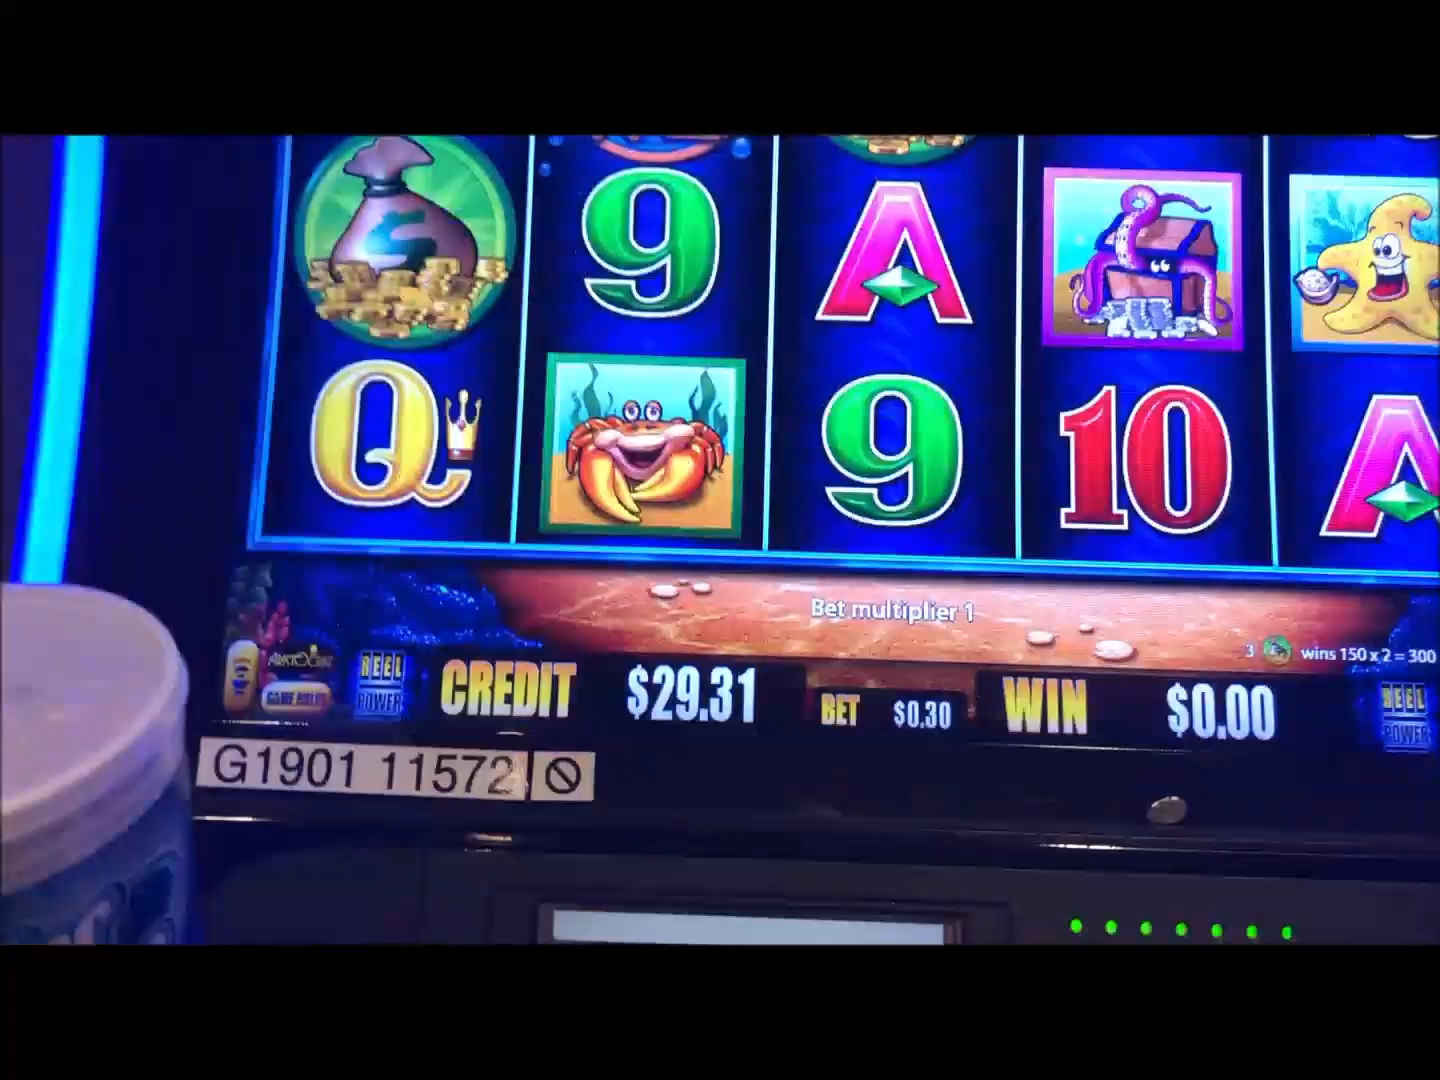 9 A
Q 9 10 A
Bet multiplier 1
3 wins 150 x 2 = 300
ARISTOCRAT
REEL
POWER
CREDIT $29.31 BET $0.30 WIN $0.00
REEL
POWER
G1901 11572